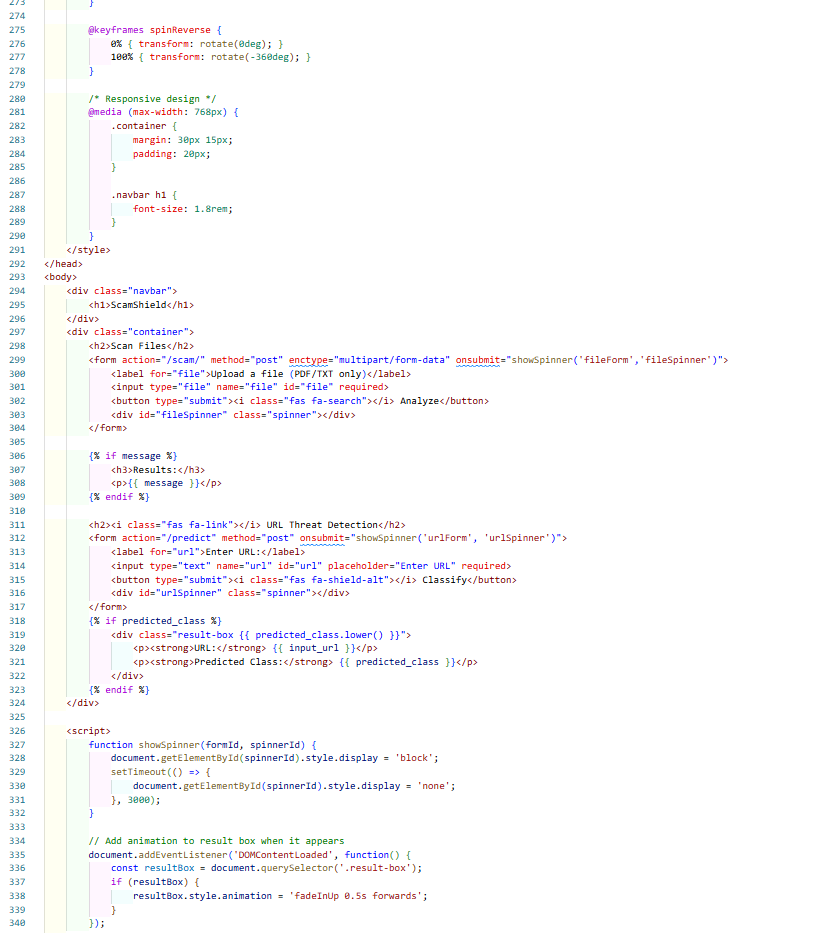 273 }
274
275 @keyframes spinReverse {
276 0% { transform: rotate(0deg); }
277 100% { transform: rotate(-360deg); }
278 }
279
280 /* Responsive design */
281 @media (max-width: 768px) {
282 .container {
283 margin: 30px 15px;
284 padding: 20px;
285 }
286
287 .navbar h1 {
288 font-size: 1.8rem;
289 }
290 }
291 </style>
292 </head>
293 <body>
294 <div class="navbar">
295 <h1>ScamShield</h1>
296 </div>
297 <div class="container">
298 <h2>Scan Files</h2>
299 <form action="/scam/" method="post" enctype="multipart/form-data" onsubmit="showSpinner('fileForm','fileSpinner')">
300 <label for="file">Upload a file (PDF/TXT only)</label>
301 <input type="file" name="file" id="file" required>
302 <button type="submit"><i class="fas fa-search"></i> Analyze</button>
303 <div id="fileSpinner" class="spinner"></div>
304 </form>
305
306 {% if message %}
307 <h3>Results:</h3>
308 <p>{{ message }}</p>
309 {% endif %}
310
311 <h2><i class="fas fa-link"></i> URL Threat Detection</h2>
312 <form action="/predict" method="post" onsubmit="showSpinner('urlForm', 'urlSpinner')">
313 <label for="url">Enter URL:</label>
314 <input type="text" name="url" id="url" placeholder="Enter URL" required>
315 <button type="submit"><i class="fas fa-shield-alt"></i> Classify</button>
316 <div id="urlSpinner" class="spinner"></div>
317 </form>
318 {% if predicted_class %}
319 <div class="result-box {{ predicted_class.lower() }}">
320 <p><strong>URL:</strong> {{ input_url }}</p>
321 <p><strong>Predicted Class:</strong> {{ predicted_class }}</p>
322 </div>
323 {% endif %}
324 </div>
325
326 <script>
327 function showSpinner(formId, spinnerId) {
328 document.getElementById(spinnerId).style.display = 'block';
329 setTimeout(() => {
330 document.getElementById(spinnerId).style.display = 'none';
331 }, 3000);
332 }
333
334 // Add animation to result box when it appears
335 document.addEventListener('DOMContentLoaded', function() {
336 const resultBox = document.querySelector('.result-box');
337 if (resultBox) {
338 resultBox.style.animation = 'fadeInUp 0.5s forwards';
339 }
340 });